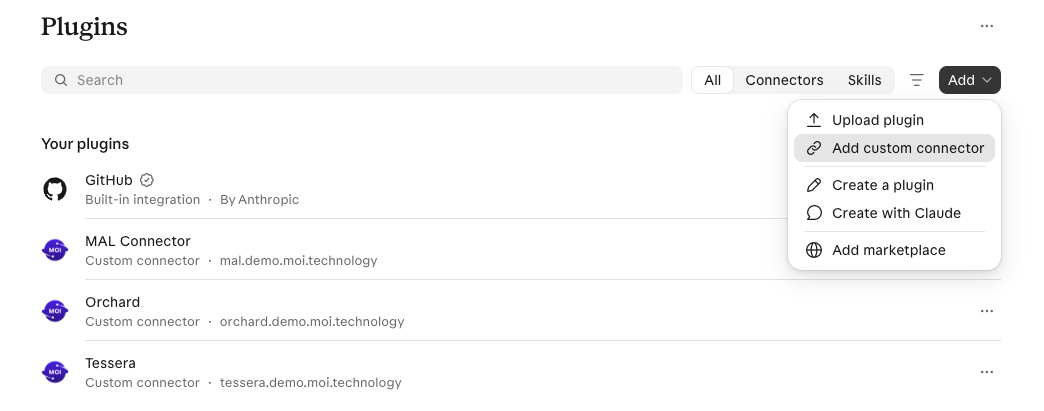 Plugins
Search
All Connectors Skills Add
Upload plugin
Add custom connector
Create a plugin
Create with Claude
Add marketplace
Your plugins
GitHub
Built-in integration · By Anthropic
MOI
MAL Connector
Custom connector · mal.demo.moi.technology
MOI
Orchard
Custom connector · orchard.demo.moi.technology
MOI
Tessera
Custom connector · tessera.demo.moi.technology